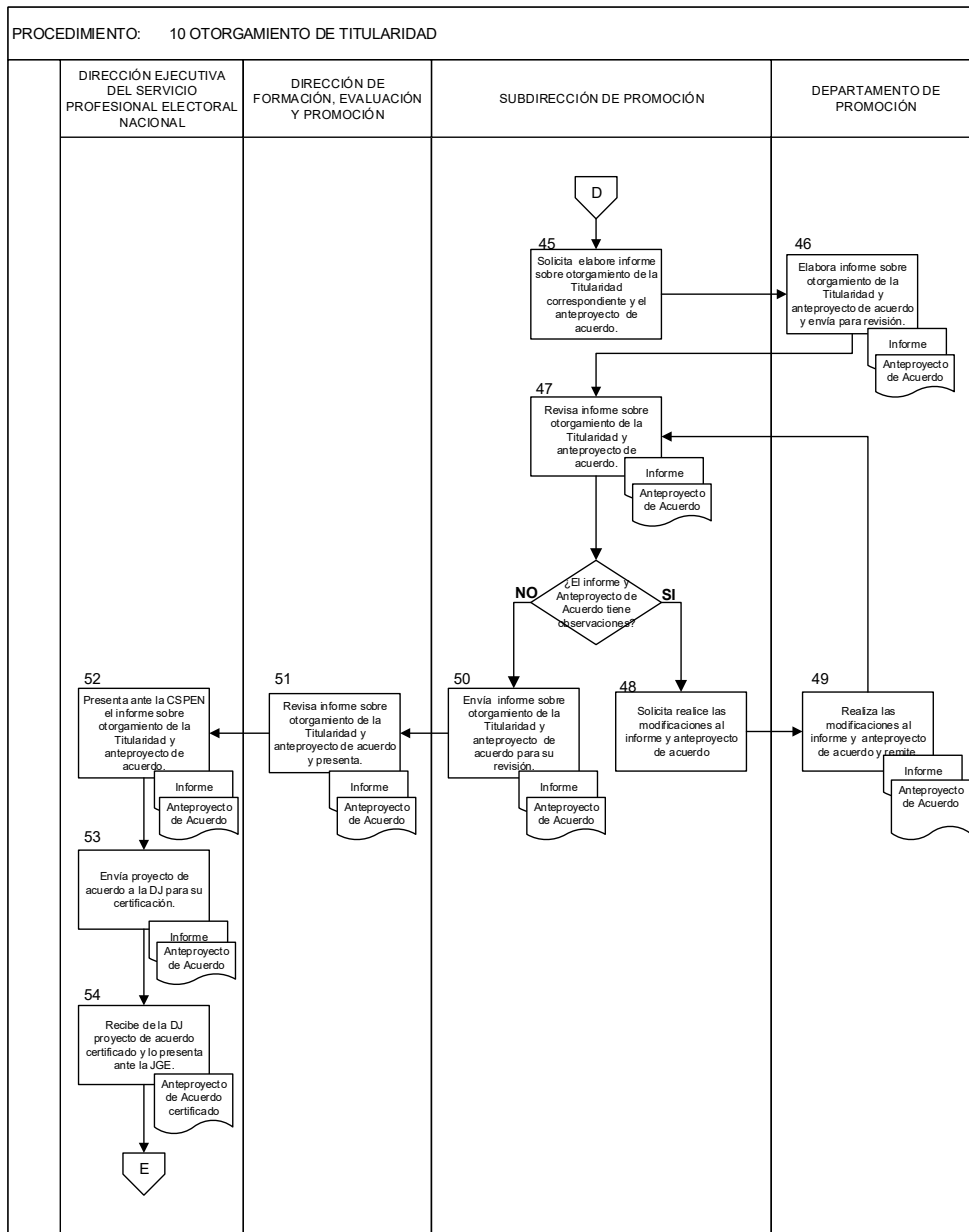 PROCEDIMIENTO: 10 OTORGAMIENTO DE TITULARIDAD
DIRECCIÓN EJECUTIVA
DEL SERVICIO
PROFESIONAL ELECTORAL
NACIONAL
DIRECCIÓN DE
FORMACIÓN, EVALUACIÓN
Y PROMOCIÓN
SUBDIRECCIÓN DE PROMOCIÓN
DEPARTAMENTO DE
PROMOCIÓN
D
45
Solicita elabore informe
sobre otorgamiento de la
Titularidad
correspondiente y el
anteproyecto de
acuerdo.
46
Elabora informe sobre
otorgamiento de la
Titularidad y
anteproyecto de acuerdo
y envía para revisión.
Informe
Anteproyecto
de Acuerdo
47
Revisa informe sobre
otorgamiento de la
Titularidad y
anteproyecto de
acuerdo.
Informe
Anteproyecto
de Acuerdo
¿El informe y
Anteproyecto de
Acuerdo tiene
observaciones?
NO
SI
48
Solicita realice las
modificaciones al
informe y anteproyecto
de acuerdo
49
Realiza las
modificaciones al
informe y anteproyecto
de acuerdo y remite.
Informe
Anteproyecto
de Acuerdo
50
Envía informe sobre
otorgamiento de la
Titularidad y
anteproyecto de
acuerdo para su
revisión.
Informe
Anteproyecto
de Acuerdo
51
Revisa informe sobre
otorgamiento de la
Titularidad y
anteproyecto de acuerdo
y presenta.
Informe
Anteproyecto
de Acuerdo
52
Presenta ante la CSPEN
el informe sobre
otorgamiento de la
Titularidad y
anteproyecto de
acuerdo.
Informe
Anteproyecto
de Acuerdo
53
Envía proyecto de
acuerdo a la DJ para su
certificación.
Informe
Anteproyecto
de Acuerdo
54
Recibe de la DJ
proyecto de acuerdo
certificado y lo presenta
ante la JGE.
Anteproyecto
de Acuerdo
certificado
E